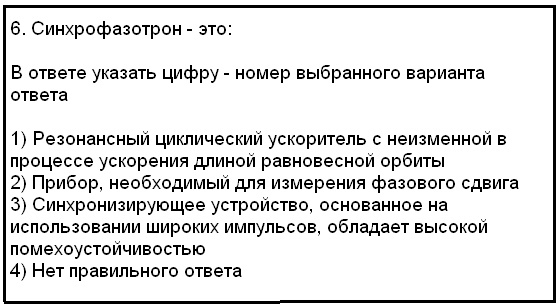 6. Синхрофазотрон - это:
В ответе указать цифру - номер выбранного варианта
ответа
1) Резонансный циклический ускоритель с неизменной в
процессе ускорения длиной равновесной орбиты
2) Прибор, необходимый для измерения фазового сдвига
3) Синхронизирующее устройство, основанное на
использовании широких импульсов, обладает высокой
помехоустойчивостью
4) Нет правильного ответа